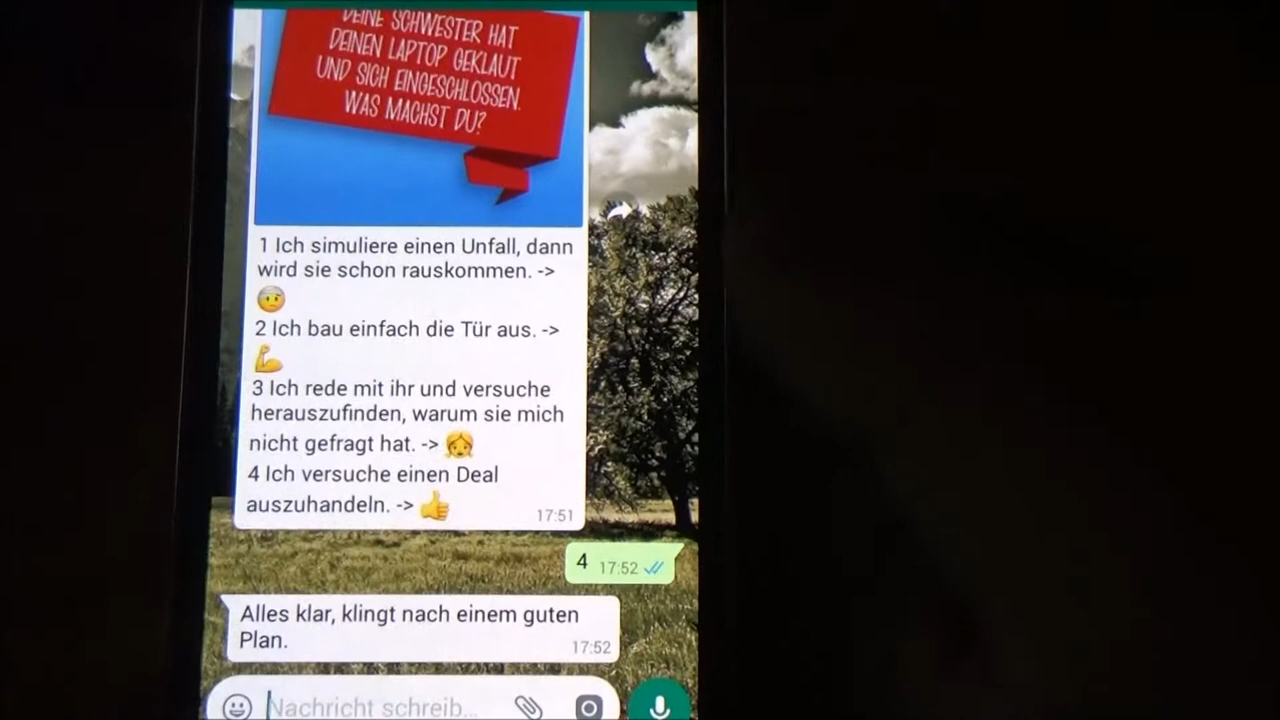 DEINE SCHWESTER HAT
DEINEN LAPTOP GEKLAUT
UND SICH EINGESCHLOSSEN.
WAS MACHST DU?
1 Ich simuliere einen Unfall, dann
wird sie schon rauskommen. ->
🤕
2 Ich bau einfach die Tür aus. ->
💪
3 Ich rede mit ihr und versuche
herauszufinden, warum sie mich
nicht gefragt hat. -> 👧
4 Ich versuche einen Deal
auszuhandeln. -> 👍
17:51
4 17:52
Alles klar, klingt nach einem guten
Plan.
17:52
Nachricht schreib...